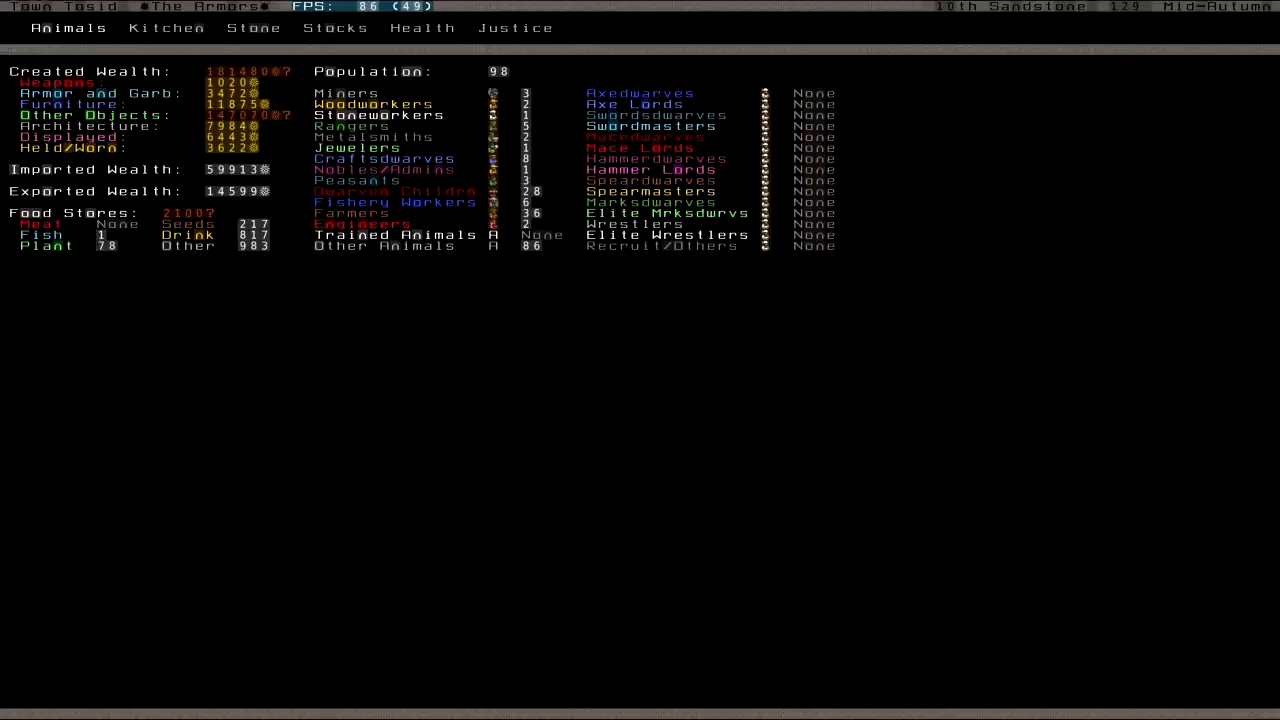 Town Tosid "The Armors" FPS: 86 (49) 10th Sandstone 129 Mid-Autumn
Animals Kitchen Stone Stocks Health Justice
Created Wealth: 181480☼? Population: 98
Weapons: 1020☼
Armor and Garb: 3472☼ Miners 3 Axedwarves None
Furniture: 11875☼ Woodworkers 2 Axe Lords None
Other Objects: 147070☼? Stoneworkers 1 Swordsdwarves None
Architecture: 7984☼ Rangers 5 Swordmasters None
Displayed: 6443☼ Metalsmiths 2 Macedwarves None
Held/Worn: 3622☼ Jewelers 1 Mace Lords None
Craftsdwarves 8 Hammerdwarves None
Imported Wealth: 59913☼ Nobles/Admins 1 Hammer Lords None
Peasants 3 Speardwarves None
Exported Wealth: 14599☼ Dwarven Childrn 28 Spearmasters None
Fishery Workers 6 Marksdwarves None
Food Stores: 2100? Farmers 36 Elite Mrksdwrvs None
Meat None Seeds 217 Engineers 2 Wrestlers None
Fish 1 Drink 817 Trained Animals A None Elite Wrestlers None
Plant 78 Other 983 Other Animals A 86 Recruit/Others None